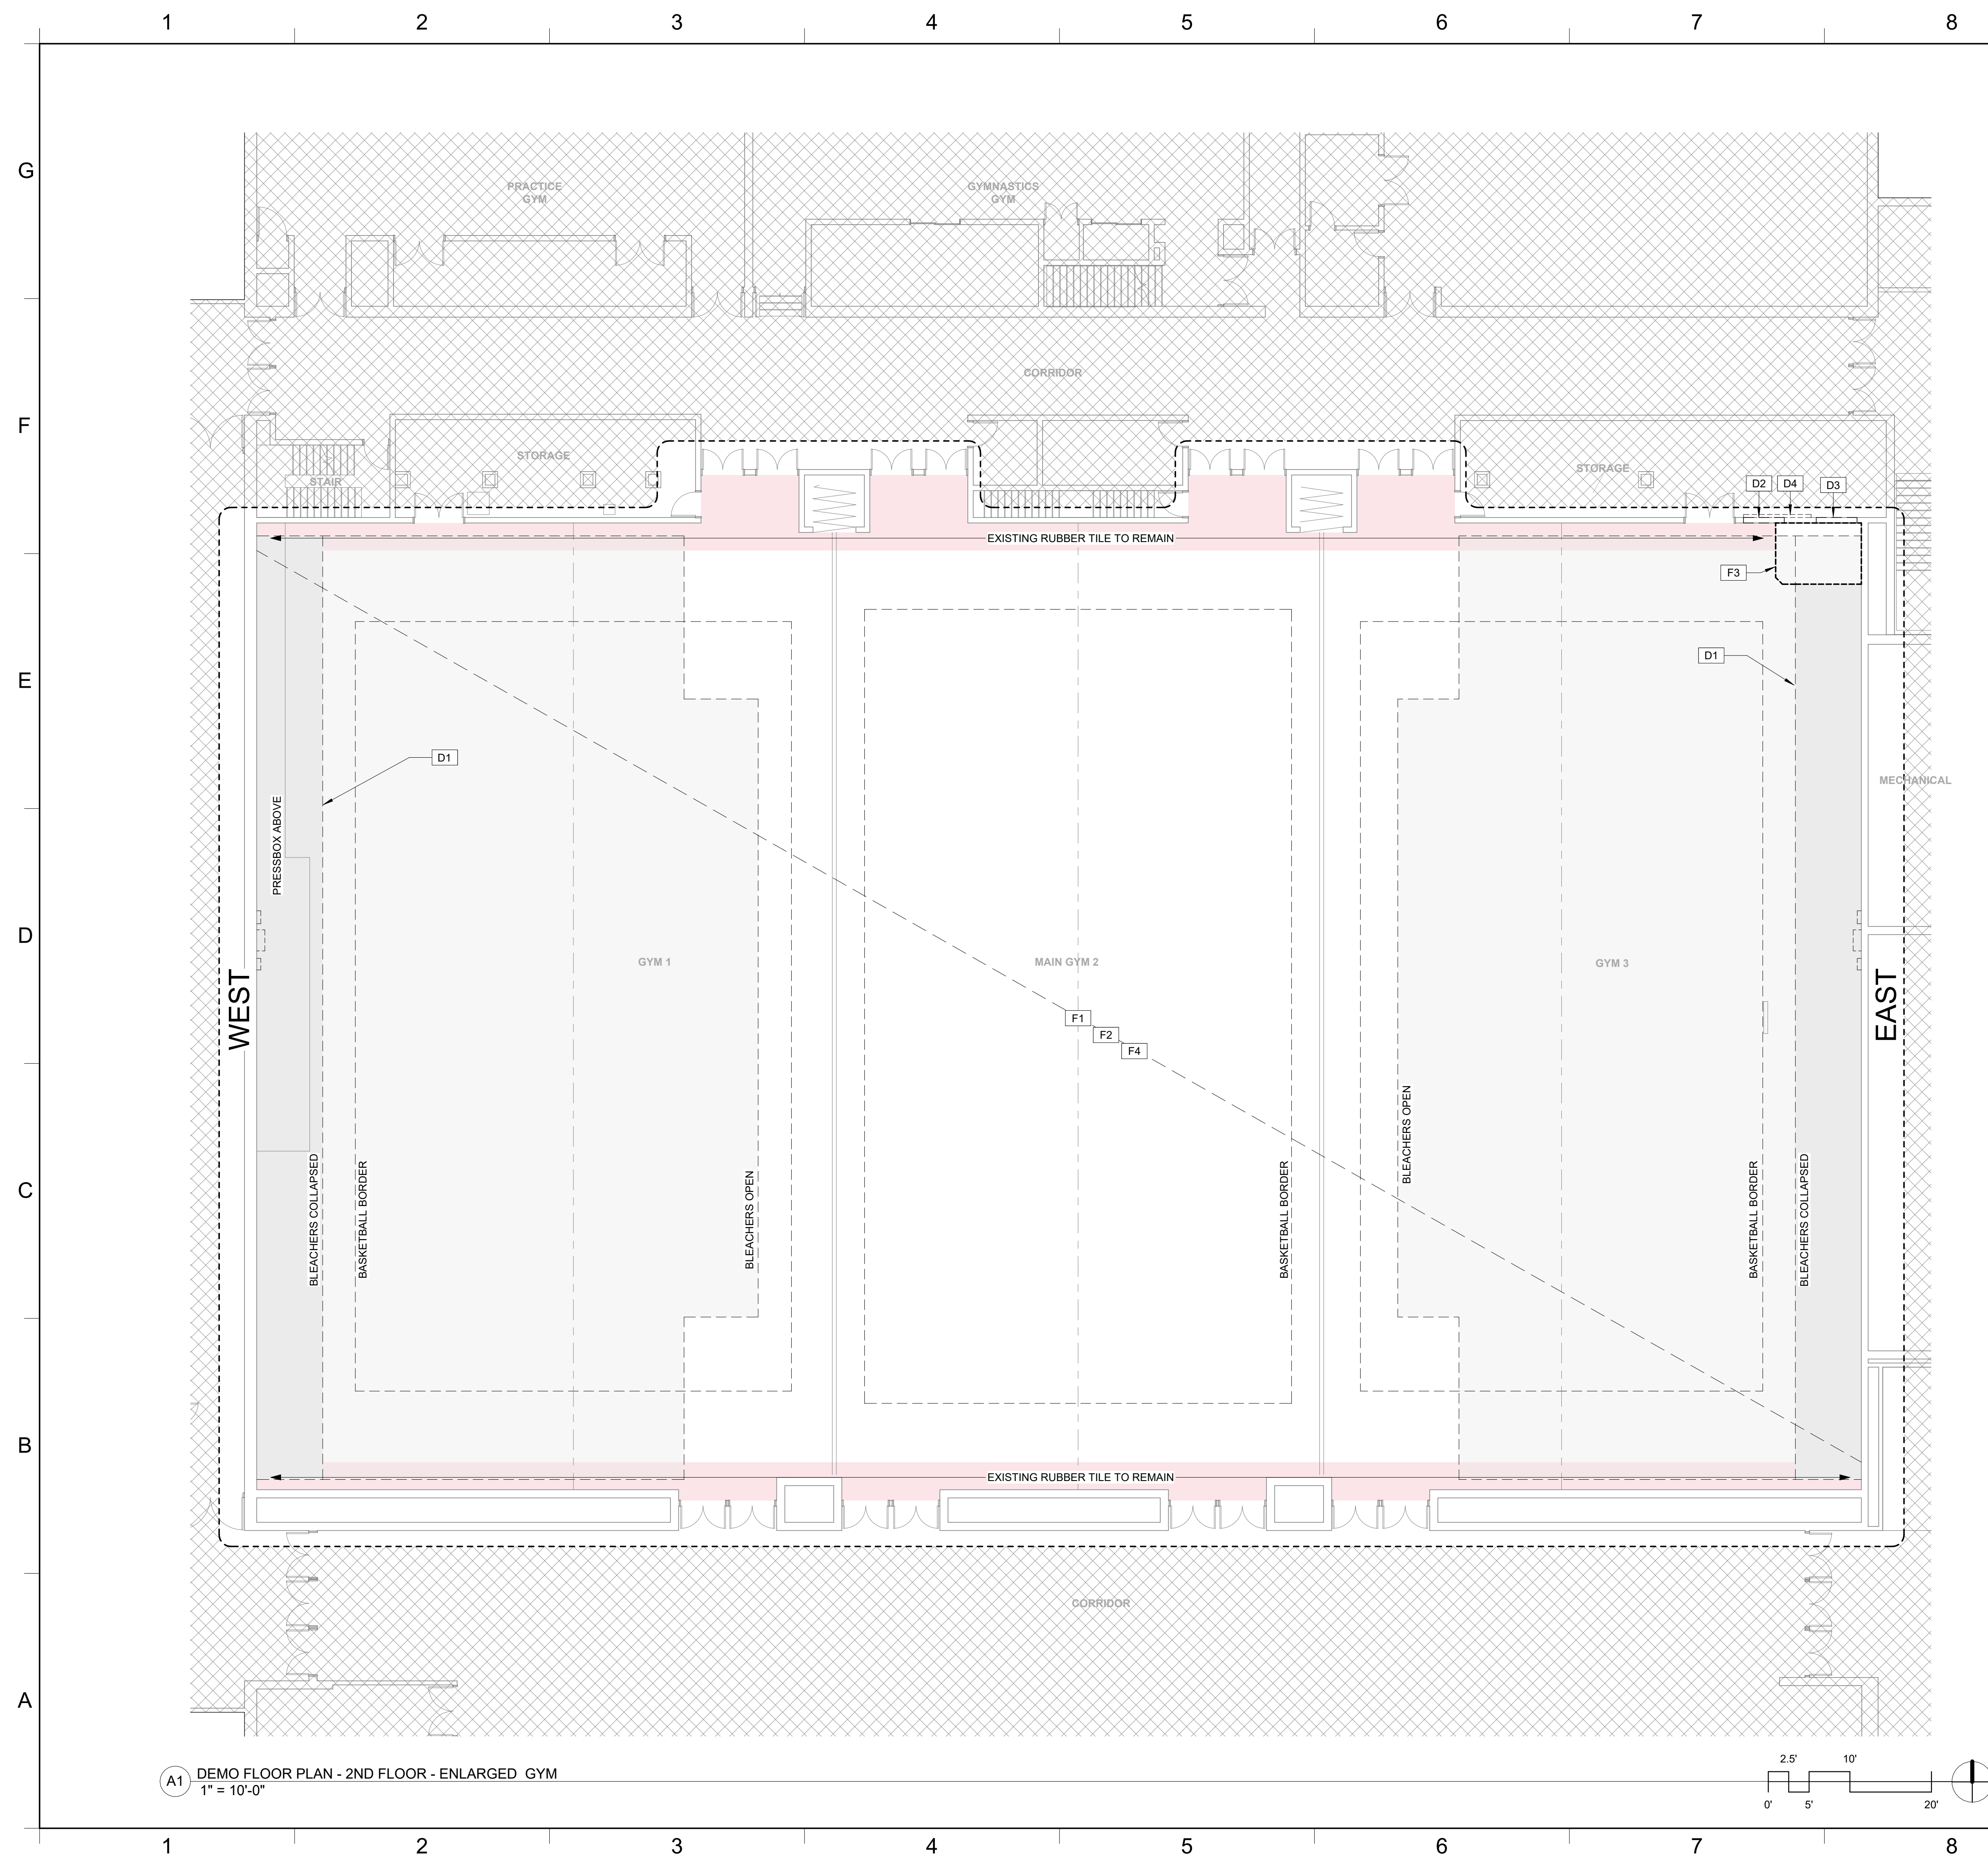 1 2 3 4 5 6 7 8
G
PRACTICE
GYM
GYMNASTICS
GYM
CORRIDOR
F
STORAGE
STAIR
STORAGE
D2 D4 D3
EXISTING RUBBER TILE TO REMAIN
F3
E
D1
D1
MECHANICAL
PRESSBOX ABOVE
D
GYM 1
MAIN GYM 2
GYM 3
WEST
EAST
F1
F2
F4
C
BLEACHERS COLLAPSED
BASKETBALL BORDER
BLEACHERS OPEN
BASKETBALL BORDER
BLEACHERS OPEN
BASKETBALL BORDER
BLEACHERS COLLAPSED
B
EXISTING RUBBER TILE TO REMAIN
CORRIDOR
A
A1
DEMO FLOOR PLAN - 2ND FLOOR - ENLARGED GYM
1" = 10'-0"
2.5' 10'
0' 5' 20'
1 2 3 4 5 6 7 8